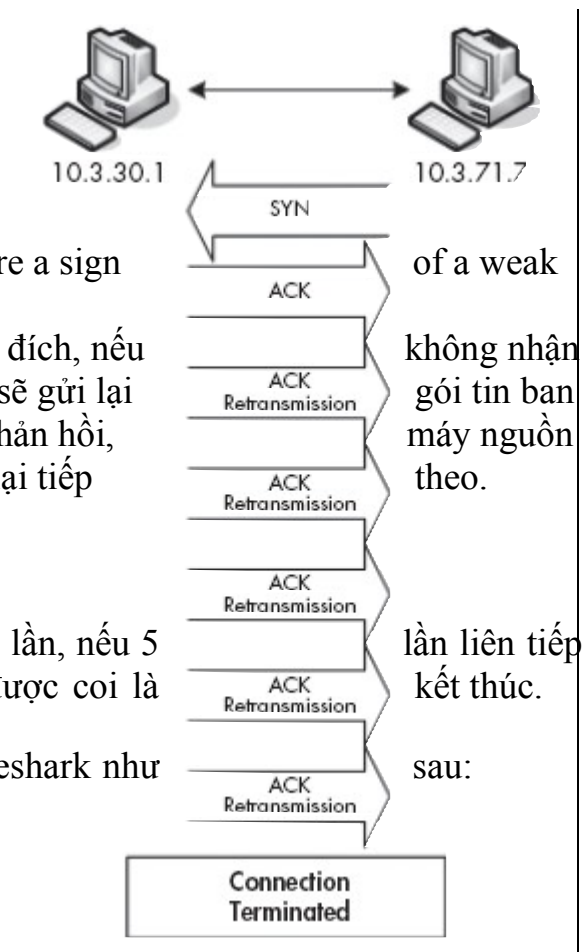 10.3.30.1 10.3.71.7
SYN
re a sign of a weak
ACK
đích, nếu không nhận
sẽ gửi lại gói tin ban
ACK
Retransmission
hản hồi, máy nguồn
ại tiếp theo.
ACK
Retransmission
ACK
Retransmission
lần, nếu 5 lần liên tiếp
được coi là kết thúc.
ACK
Retransmission
eshark như sau:
ACK
Retransmission
Connection
Terminated